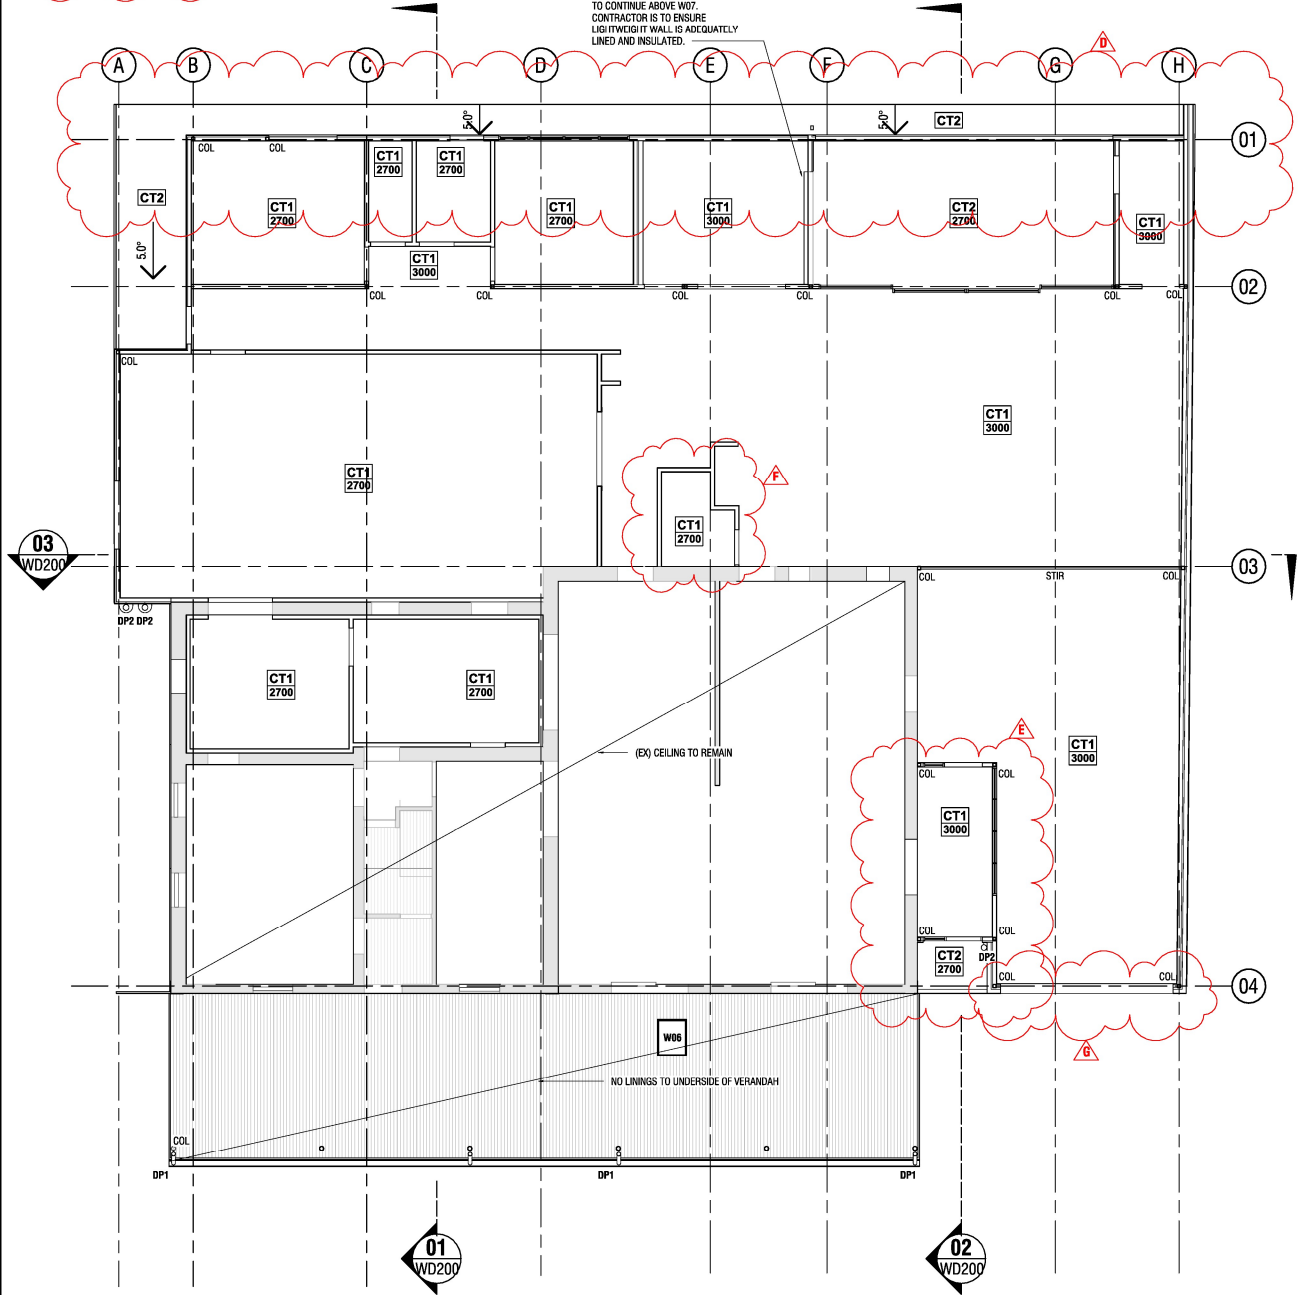 TO CONTINUE ABOVE W07.
CONTRACTOR IS TO ENSURE
LIGHTWEIGHT WALL IS ADEQUATELY
LINED AND INSULATED.
D
A B C D E F G H
5.0° 5.0° CT2
01
COL COL
CT1 2700
CT1 2700
CT2
CT1 2700
CT1 2700
CT1 3000
CT2 2700
CT1 3000
5.0°
CT1 3000
02
COL COL COL COL COL COL
COL
CT1 3000
CT1 2700
F
CT1 2700
03
WD200
03
COL STIR COL
DP2 DP2
CT1 2700
CT1 2700
E
(EX) CEILING TO REMAIN
CT1 3000
COL COL
CT1 3000
COL COL
CT2 2700
DP2
COL COL
04
W06
G
NO LININGS TO UNDERSIDE OF VERANDAH
COL
DP1 DP1 DP1
01
WD200
02
WD200